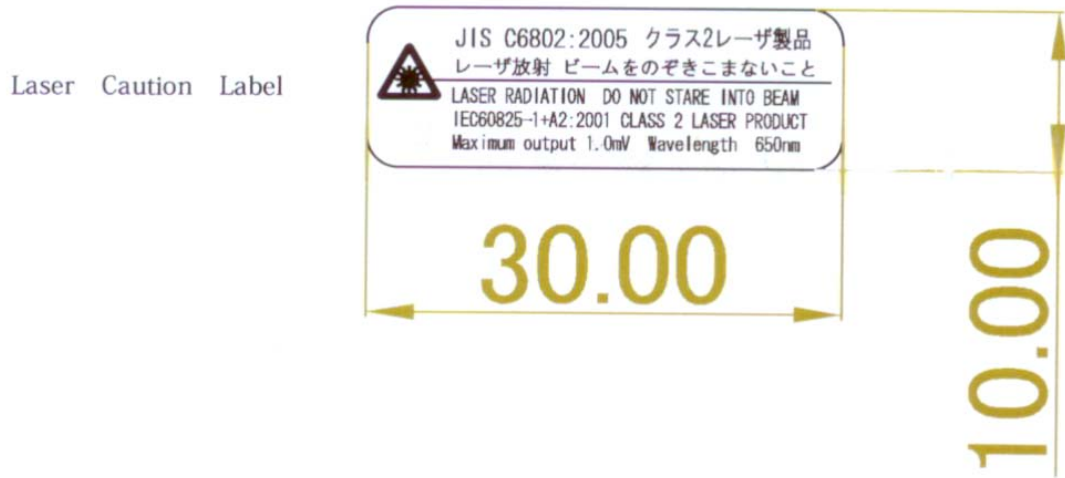 Laser Caution Label
JIS C6802:2005 クラス2レーザ製品
レーザ放射 ビームをのぞきこまないこと
LASER RADIATION DO NOT STARE INTO BEAM
IEC60825-1+A2:2001 CLASS 2 LASER PRODUCT
Maximum output 1.0mV Wavelength 650nm
30.00
10.00